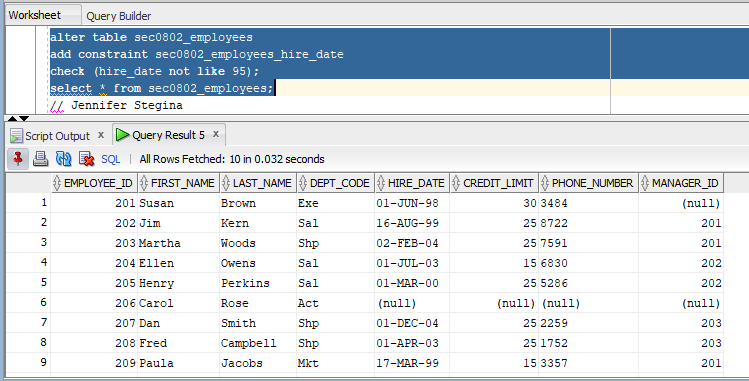 Worksheet Query Builder
alter table sec0802_employees
add constraint sec0802_employees_hire_date
check (hire_date not like 95);
select * from sec0802_employees;
// Jennifer Stegina
Script Output x Query Result 5 x
SQL | All Rows Fetched: 10 in 0.032 seconds
EMPLOYEE_ID FIRST_NAME LAST_NAME DEPT_CODE HIRE_DATE CREDIT_LIMIT PHONE_NUMBER MANAGER_ID
1 201 Susan Brown Exe 01-JUN-98 30 3484 (null)
2 202 Jim Kern Sal 16-AUG-99 25 8722 201
3 203 Martha Woods Shp 02-FEB-04 25 7591 201
4 204 Ellen Owens Sal 01-JUL-03 15 6830 202
5 205 Henry Perkins Sal 01-MAR-00 25 5286 202
6 206 Carol Rose Act (null) (null) (null) (null)
7 207 Dan Smith Shp 01-DEC-04 25 2259 203
8 208 Fred Campbell Shp 01-APR-03 25 1752 203
9 209 Paula Jacobs Mkt 17-MAR-99 15 3357 201